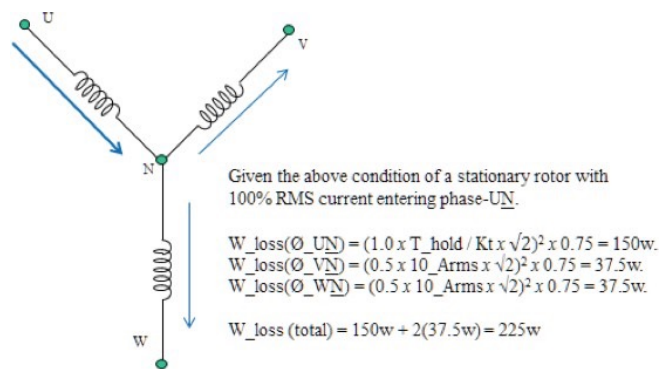 U
V
N
Given the above condition of a stationary rotor with
100% RMS current entering phase-UN.
W_loss(Ø_UN) = (1.0 x T_hold / Kt x √2)² x 0.75 = 150w.
W_loss(Ø_VN) = (0.5 x 10_Arms x √2)² x 0.75 = 37.5w.
W_loss(Ø_WN) = (0.5 x 10_Arms x √2)² x 0.75 = 37.5w.
W_loss (total) = 150w + 2(37.5w) = 225w
W